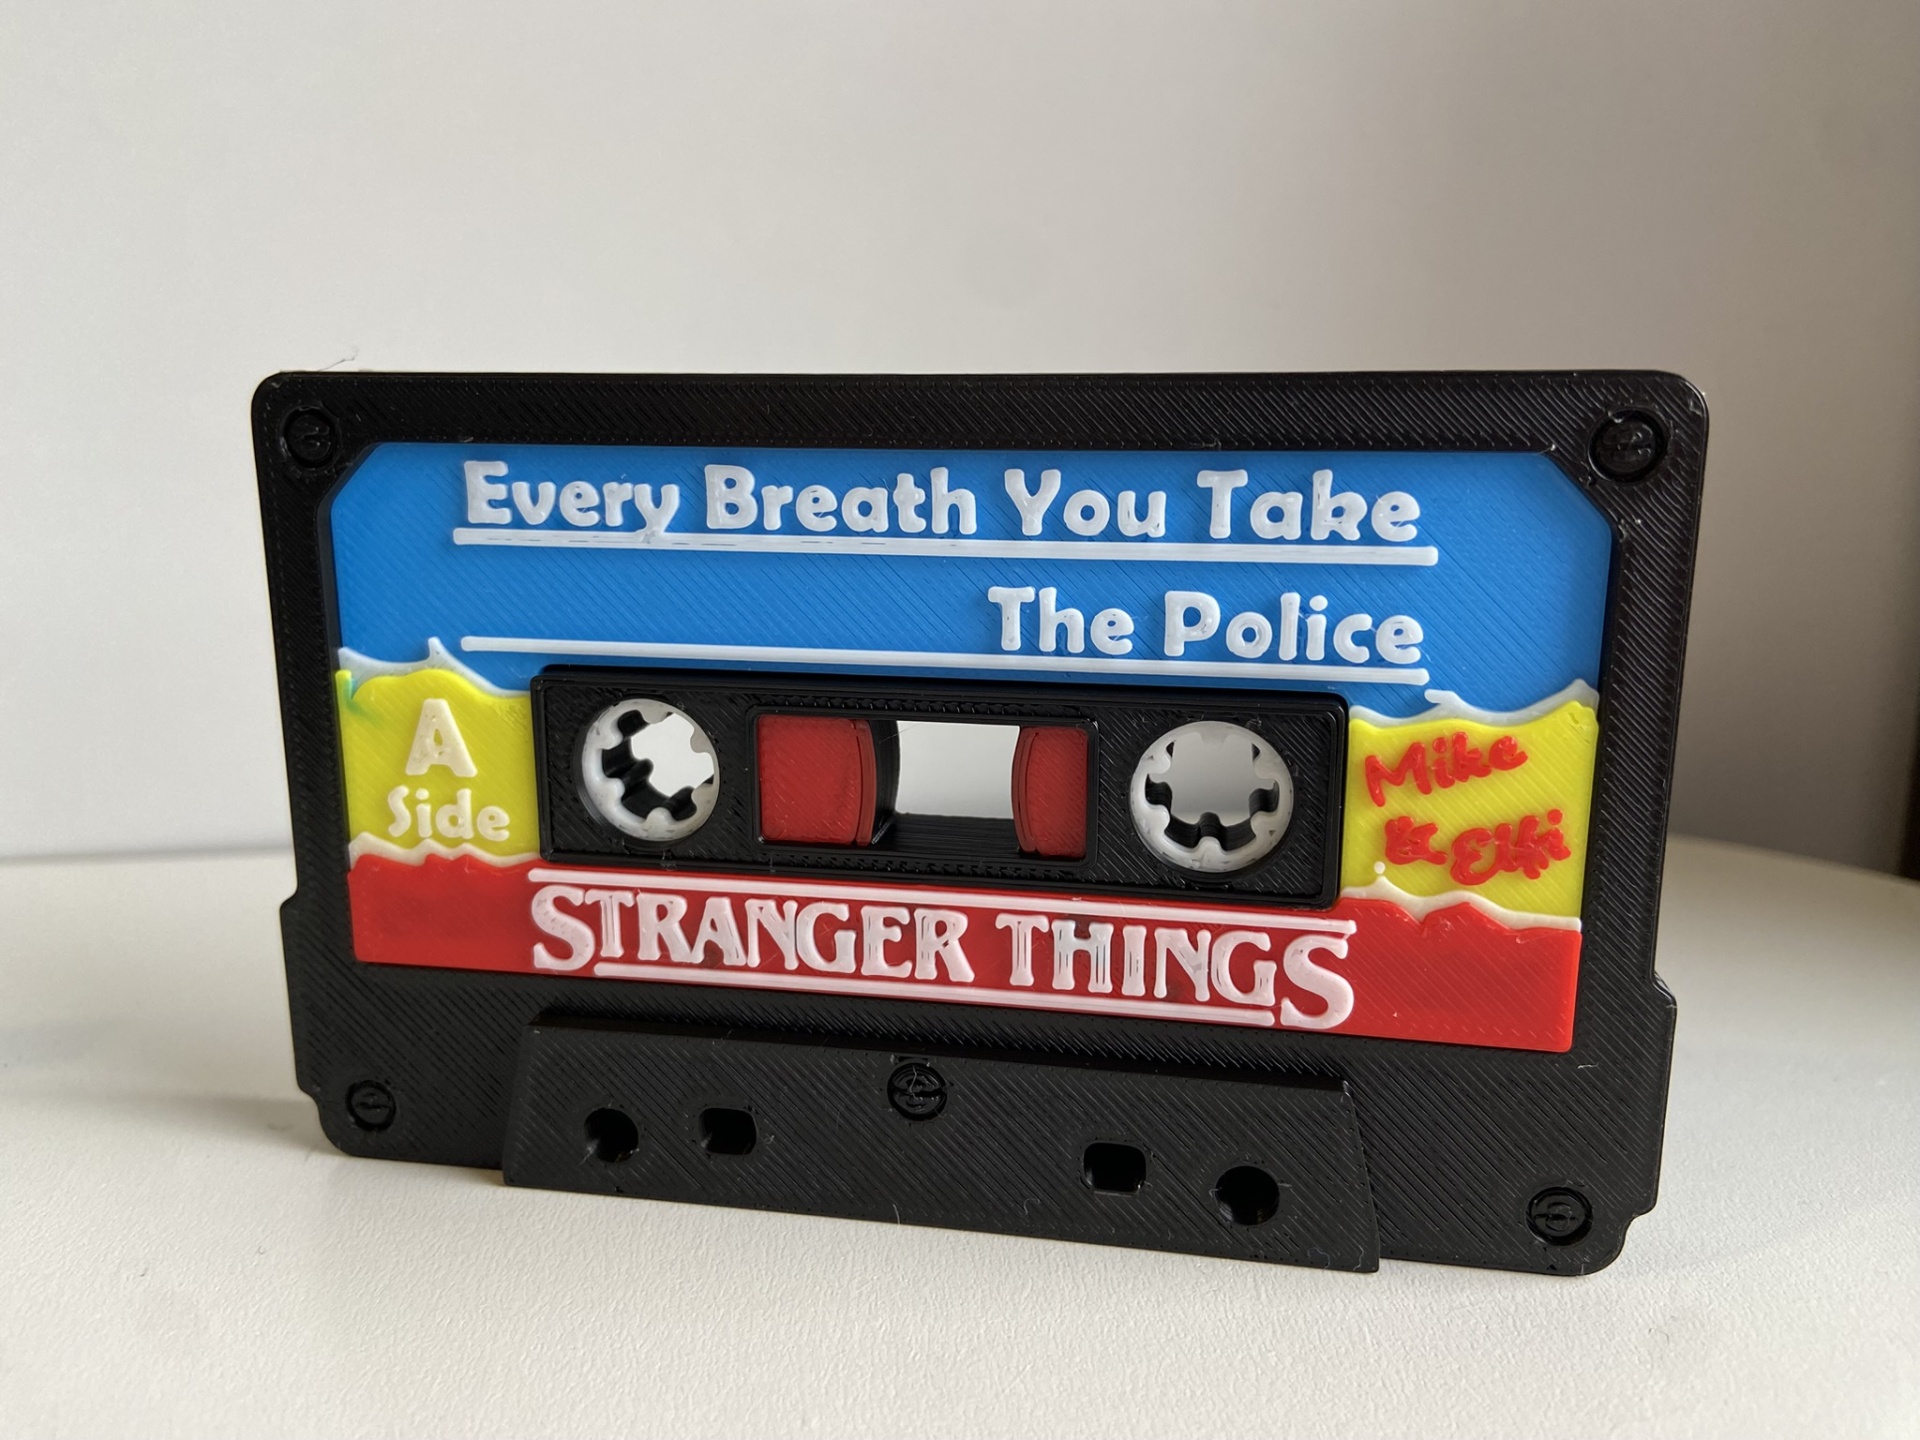 Every Breath You Take
The Police
A
Side
Mike
& Elfi
STRANGER THINGS